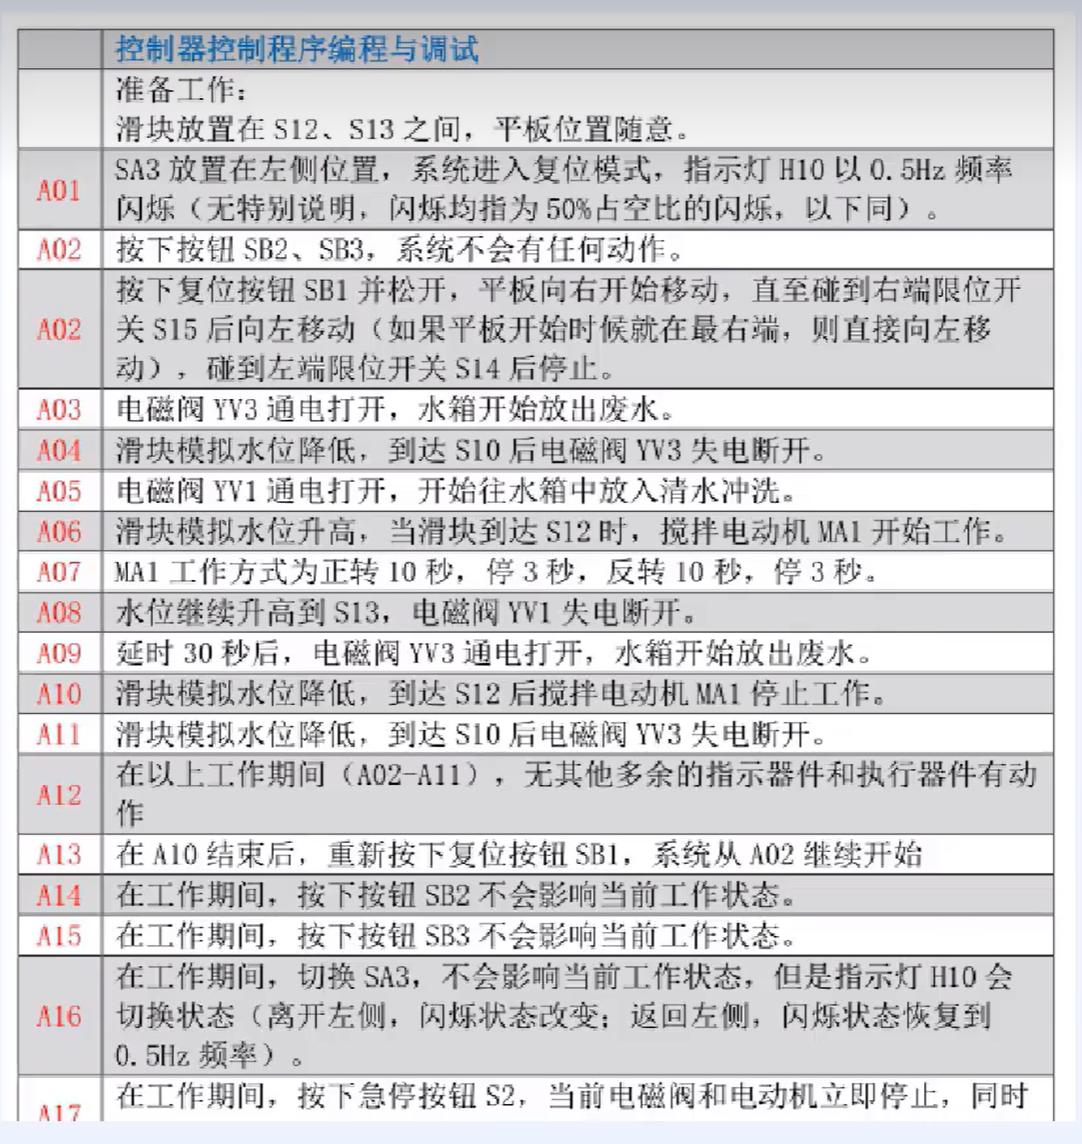 控制器控制程序编程与调试
准备工作：
滑块放置在 S12、S13 之间，平板位置随意。
A01
SA3 放置在左侧位置，系统进入复位模式，指示灯 H10 以 0.5Hz 频率
闪烁（无特别说明，闪烁均指为 50%占空比的闪烁，以下同）。
A02
按下按钮 SB2、SB3，系统不会有任何动作。
A02
按下复位按钮 SB1 并松开，平板向右开始移动，直至碰到右端限位开
关 S15 后向左移动（如果平板开始时候就在最右端，则直接向左移
动），碰到左端限位开关 S14 后停止。
A03
电磁阀 YV3 通电打开，水箱开始放出废水。
A04
滑块模拟水位降低，到达 S10 后电磁阀 YV3 失电断开。
A05
电磁阀 YV1 通电打开，开始往水箱中放入清水冲洗。
A06
滑块模拟水位升高，当滑块到达 S12 时，搅拌电动机 MA1 开始工作。
A07
MA1 工作方式为正转 10 秒，停 3 秒，反转 10 秒，停 3 秒。
A08
水位继续升高到 S13，电磁阀 YV1 失电断开。
A09
延时 30 秒后，电磁阀 YV3 通电打开，水箱开始放出废水。
A10
滑块模拟水位降低，到达 S12 后搅拌电动机 MA1 停止工作。
A11
滑块模拟水位降低，到达 S10 后电磁阀 YV3 失电断开。
A12
在以上工作期间（A02-A11），无其他多余的指示器件和执行器件有动
作
A13
在 A10 结束后，重新按下复位按钮 SB1，系统从 A02 继续开始
A14
在工作期间，按下按钮 SB2 不会影响当前工作状态。
A15
在工作期间，按下按钮 SB3 不会影响当前工作状态。
A16
在工作期间，切换 SA3，不会影响当前工作状态，但是指示灯 H10 会
切换状态（离开左侧，闪烁状态改变；返回左侧，闪烁状态恢复到
0.5Hz 频率）。
A17
在工作期间，按下急停按钮 S2，当前电磁阀和电动机立即停止，同时